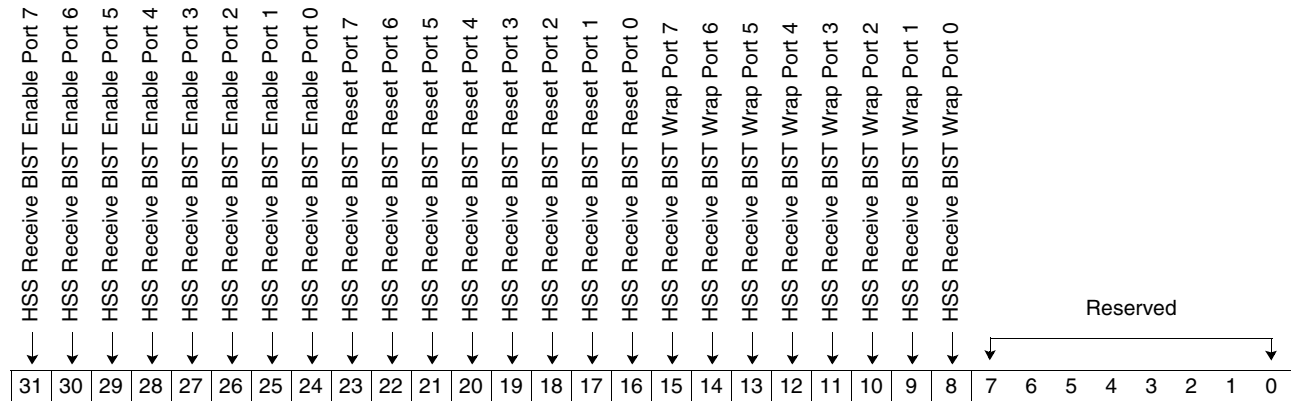 HSS Receive BIST Enable Port 7
HSS Receive BIST Enable Port 6
HSS Receive BIST Enable Port 5
HSS Receive BIST Enable Port 4
HSS Receive BIST Enable Port 3
HSS Receive BIST Enable Port 2
HSS Receive BIST Enable Port 1
HSS Receive BIST Enable Port 0
HSS Receive BIST Reset Port 7
HSS Receive BIST Reset Port 6
HSS Receive BIST Reset Port 5
HSS Receive BIST Reset Port 4
HSS Receive BIST Reset Port 3
HSS Receive BIST Reset Port 2
HSS Receive BIST Reset Port 1
HSS Receive BIST Reset Port 0
HSS Receive BIST Wrap Port 7
HSS Receive BIST Wrap Port 6
HSS Receive BIST Wrap Port 5
HSS Receive BIST Wrap Port 4
HSS Receive BIST Wrap Port 3
HSS Receive BIST Wrap Port 2
HSS Receive BIST Wrap Port 1
HSS Receive BIST Wrap Port 0
Reserved
31 30 29 28 27 26 25 24 23 22 21 20 19 18 17 16 15 14 13 12 11 10 9 8 7 6 5 4 3 2 1 0